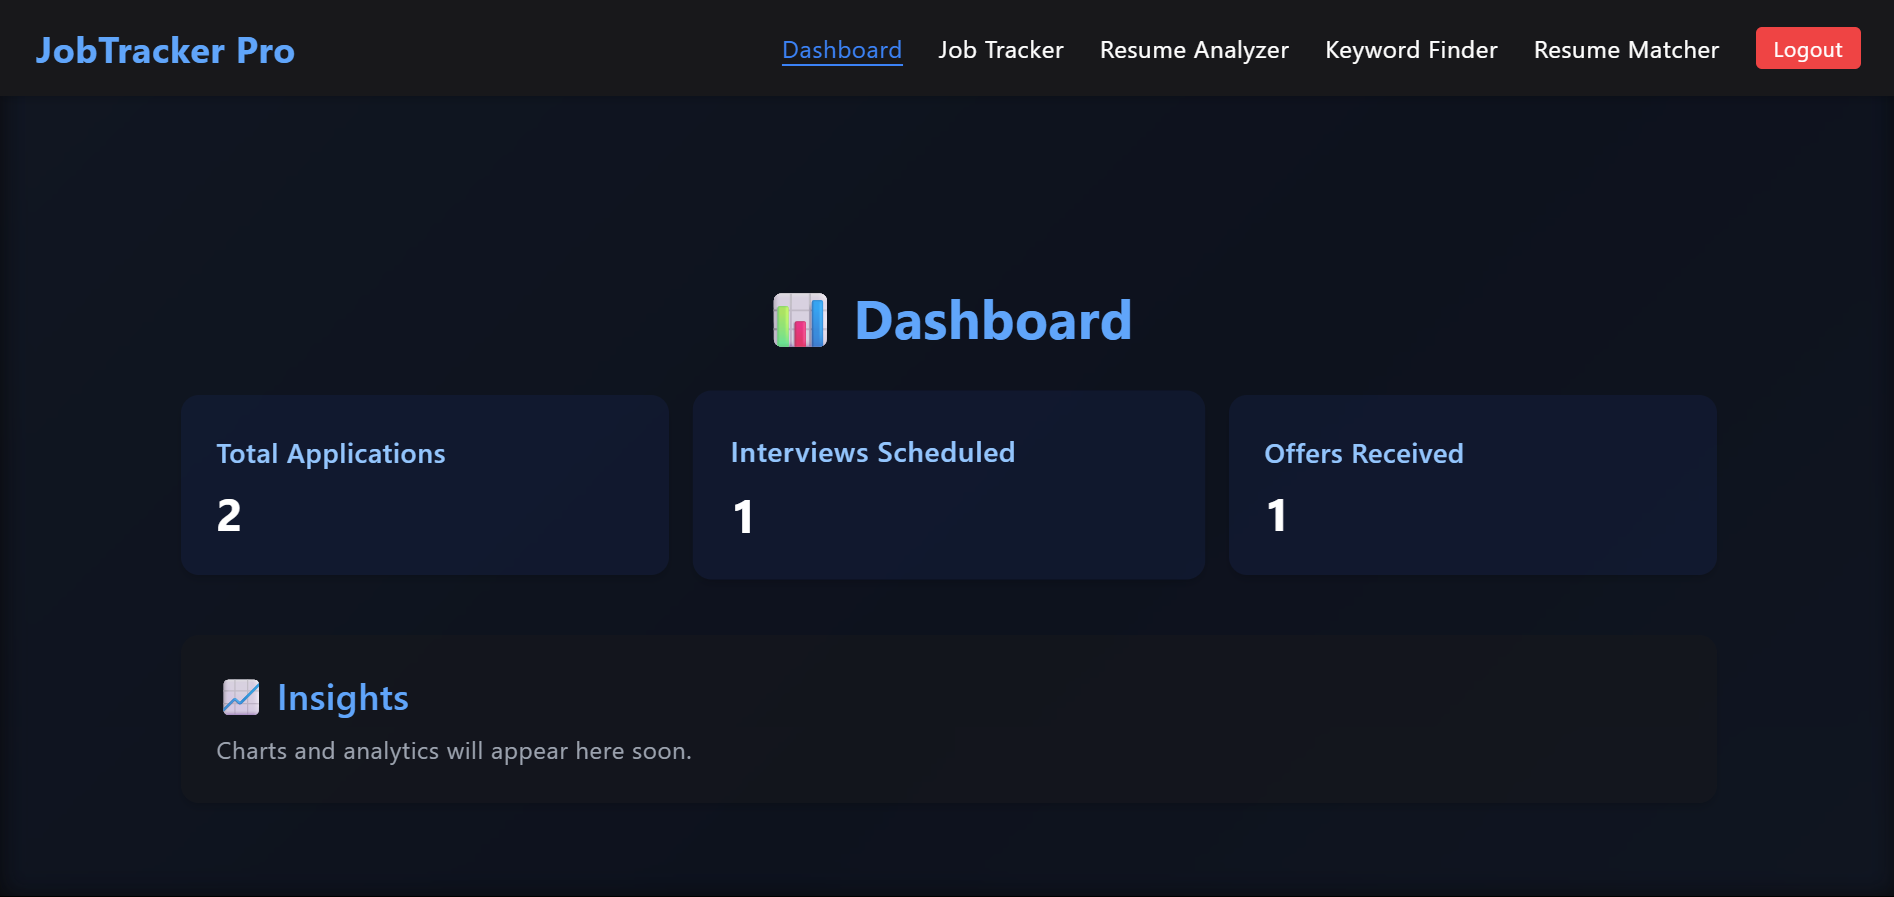 JobTracker Pro
Dashboard Job Tracker Resume Analyzer Keyword Finder Resume Matcher Logout
Dashboard
Total Applications
2
Interviews Scheduled
1
Offers Received
1
Insights
Charts and analytics will appear here soon.